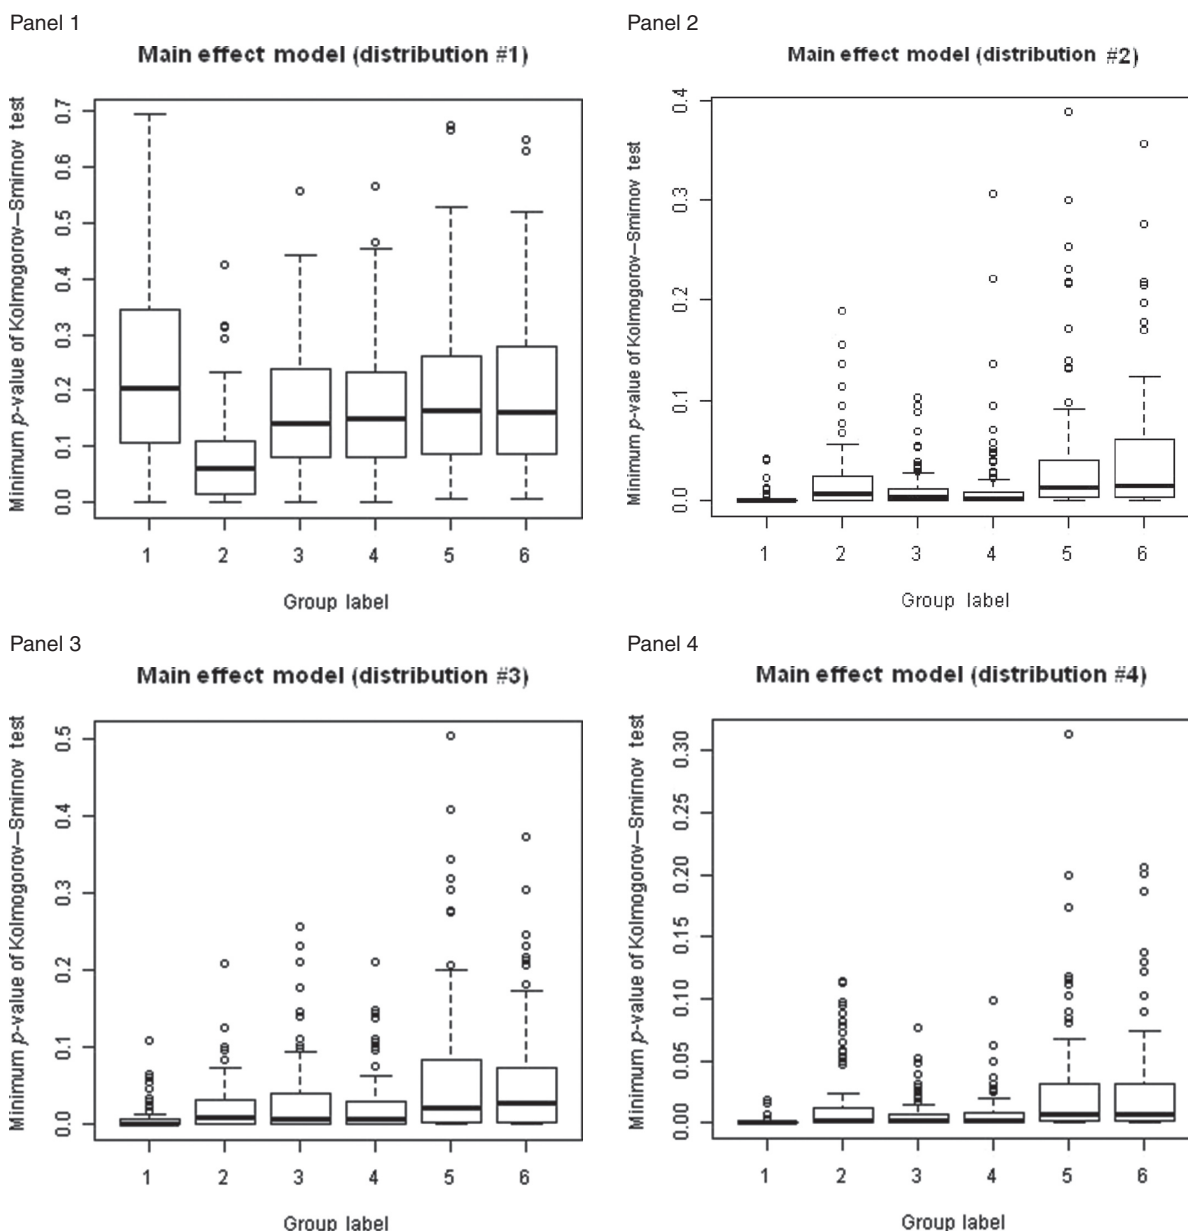 Panel 1
Main effect model (distribution #1)
Minimum p-value of Kolmogorov–Smirnov test
0.7
0.6
0.5
0.4
0.3
0.2
0.1
0.0
1 2 3 4 5 6
Group label
Panel 2
Main effect model (distribution #2)
Minimum p-value of Kolmogorov–Smirnov test
0.4
0.3
0.2
0.1
0.0
1 2 3 4 5 6
Group label
Panel 3
Main effect model (distribution #3)
Minimum p-value of Kolmogorov–Smirnov test
0.5
0.4
0.3
0.2
0.1
0.0
1 2 3 4 5 6
Group label
Panel 4
Main effect model (distribution #4)
Minimum p-value of Kolmogorov–Smirnov test
0.30
0.25
0.20
0.15
0.10
0.05
0.00
1 2 3 4 5 6
Group label